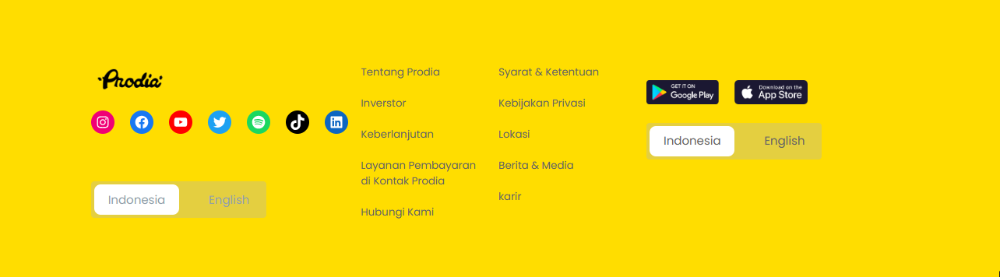 Prodia
Indonesia English
Tentang Prodia
Inverstor
Keberlanjutan
Layanan Pembayaran
di Kontak Prodia
Hubungi Kami
Syarat & Ketentuan
Kebijakan Privasi
Lokasi
Berita & Media
karir
GET IT ON
Google Play
Download on the
App Store
Indonesia English